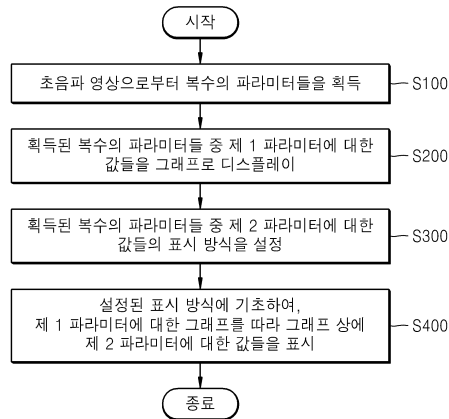 시작
초음파 영상으로부터 복수의 파라미터들을 획득
S100
획득된 복수의 파라미터들 중 제 1 파라미터에 대한
값들을 그래프로 디스플레이
S200
획득된 복수의 파라미터들 중 제 2 파라미터에 대한
값들의 표시 방식을 설정
S300
설정된 표시 방식에 기초하여,
제 1 파라미터에 대한 그래프를 따라 그래프 상에
제 2 파라미터에 대한 값들을 표시
S400
종료